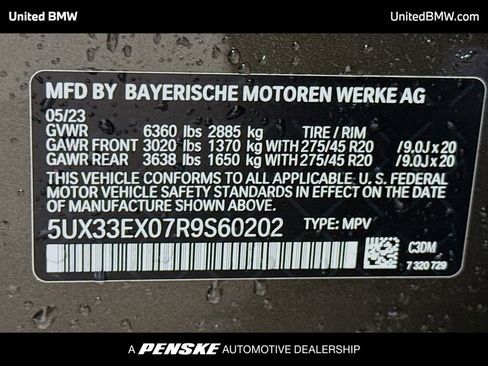 United BMW UnitedBMW.com
MFD BY BAYERISCHE MOTOREN WERKE AG
05/23
GVWR 6360 lbs 2885 kg TIRE / RIM
GAWR FRONT 3020 lbs 1370 kg WITH 275/45 R20 /9.0J x 20
GAWR REAR 3638 lbs 1650 kg WITH 275/45 R20 /9.0J x 20
THIS VEHICLE CONFORMS TO ALL APPLICABLE U. S. FEDERAL
MOTOR VEHICLE SAFETY STANDARDS IN EFFECT ON THE DATE
OF MANUFACTURE SHOWN ABOVE.
5UX33EX07R9S60202 TYPE: MPV
C3DM
7 320 729
A PENSKE AUTOMOTIVE DEALERSHIP